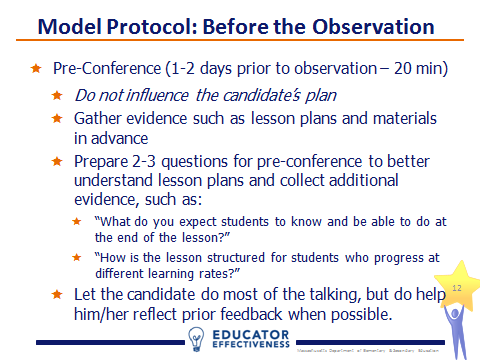 Model Protocol: Before the Observation
Pre-Conference (1-2 days prior to observation – 20 min)
Do not influence the candidate's plan
Gather evidence such as lesson plans and materials
in advance
Prepare 2-3 questions for pre-conference to better
understand lesson plans and collect additional
evidence, such as:
"What do you expect students to know and be able to do at
the end of the lesson?"
"How is the lesson structured for students who progress at
different learning rates?"
Let the candidate do most of the talking, but do help
him/her reflect prior feedback when possible.
12
EDUCATOR
EFFECTIVENESS
Massachusetts Department of Elementary & Secondary Education